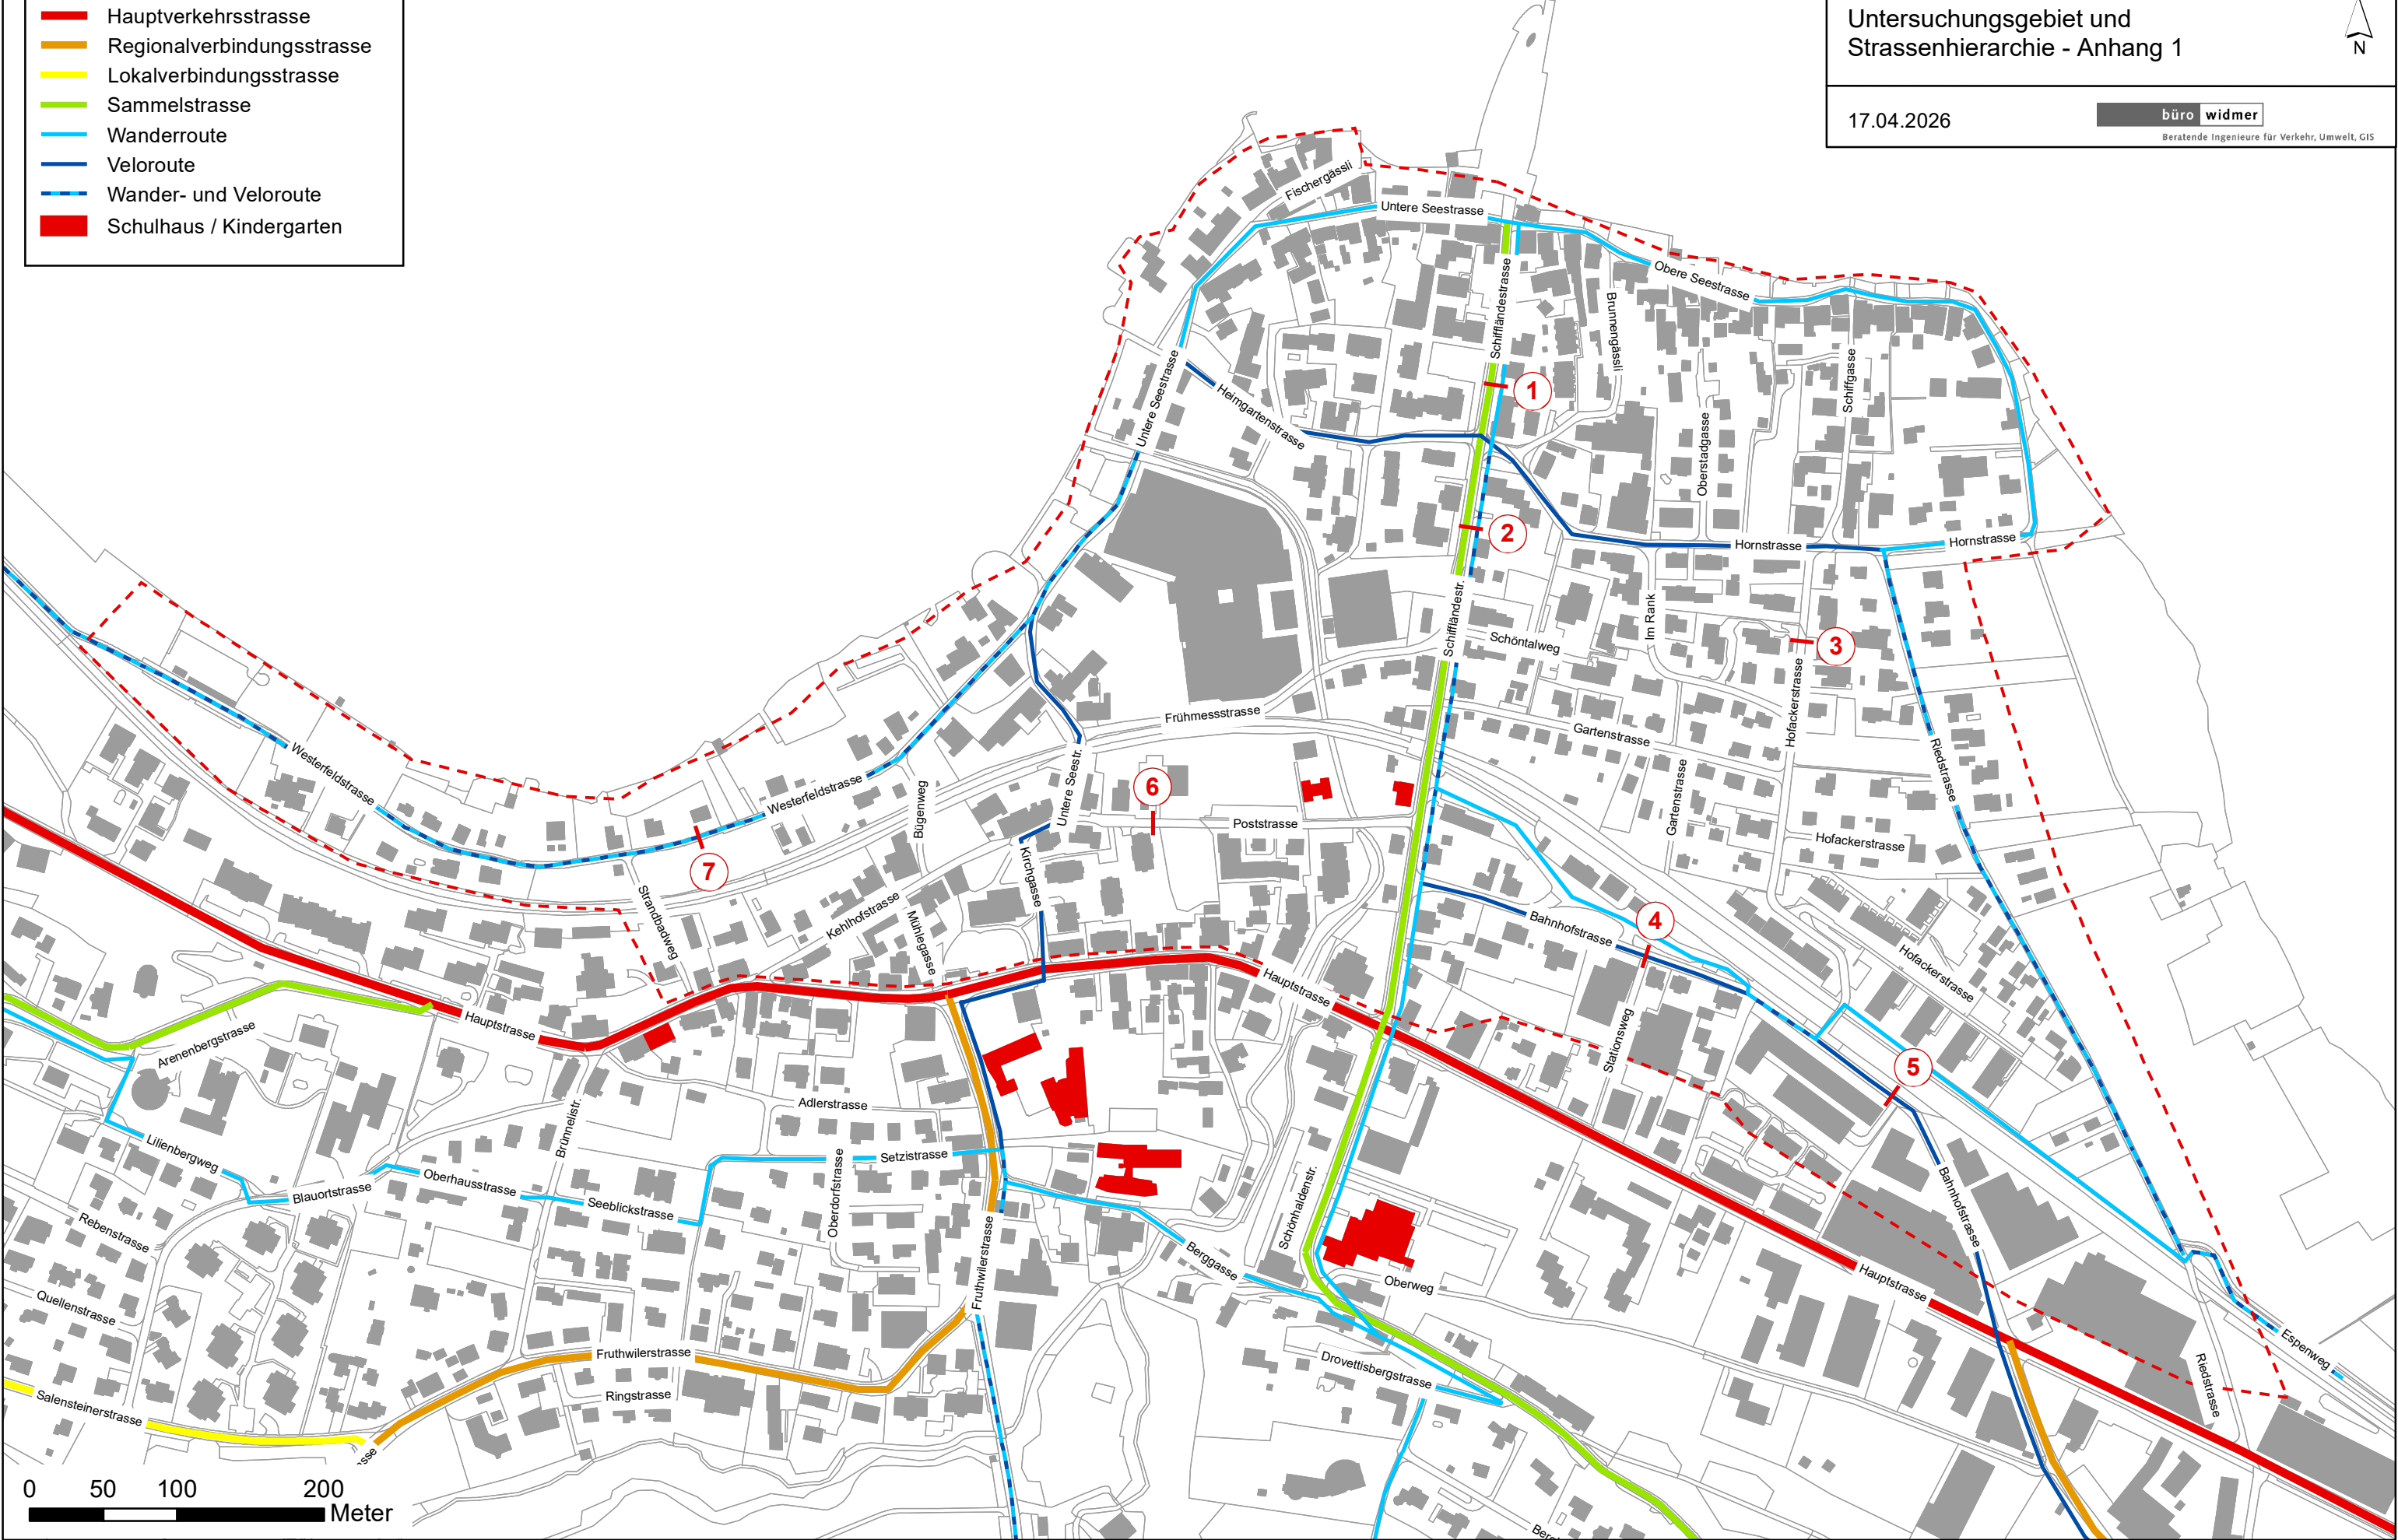 Hauptverkehrsstrasse
Regionalverbindungsstrasse
Lokalverbindungsstrasse
Sammelstrasse
Wanderroute
Veloroute
Wander- und Veloroute
Schulhaus / Kindergarten
Untersuchungsgebiet und
Strassenhierarchie - Anhang 1
N
17.04.2026
büro widmer
Beratende Ingenieure für Verkehr, Umwelt, GIS
Fischergässli
Untere Seestrasse
Obere Seestrasse
Schiffländestrasse
Brunnengässli
Untere Seestrasse
Heimgartenstrasse
1
Schiffgasse
Oberstadgasse
2
Hornstrasse
Hornstrasse
Schiffländestr.
Schöntalweg
Im Rank
3
Hofackerstrasse
Frühmessstrasse
Gartenstrasse
Westerfeldstrasse
Westerfeldstrasse
Bügenweg
Untere Seestr.
6
Poststrasse
Gartenstrasse
Riedstrasse
Hofackerstrasse
7
Kirchgasse
Strandbadweg
Kehlhofstrasse
Mühlegasse
Bahnhofstrasse
4
Hofackerstrasse
Hauptstrasse
Hauptstrasse
Arenenbergstrasse
Stationsweg
5
Adlerstrasse
Brünnelistr.
Lilienbergweg
Setzistrasse
Oberhausstrasse
Blauortstrasse
Seeblickstrasse
Oberdorfstrasse
Schönhaldenstr.
Bahnhofstrasse
Rebenstrasse
Fruthwilerstrasse
Berggasse
Oberweg
Hauptstrasse
Quellenstrasse
Espenweg
Fruthwilerstrasse
Drovettisbergstrasse
Ringstrasse
Riedstrasse
Salensteinerstrasse
asse
0 50 100 200
Meter
Berg